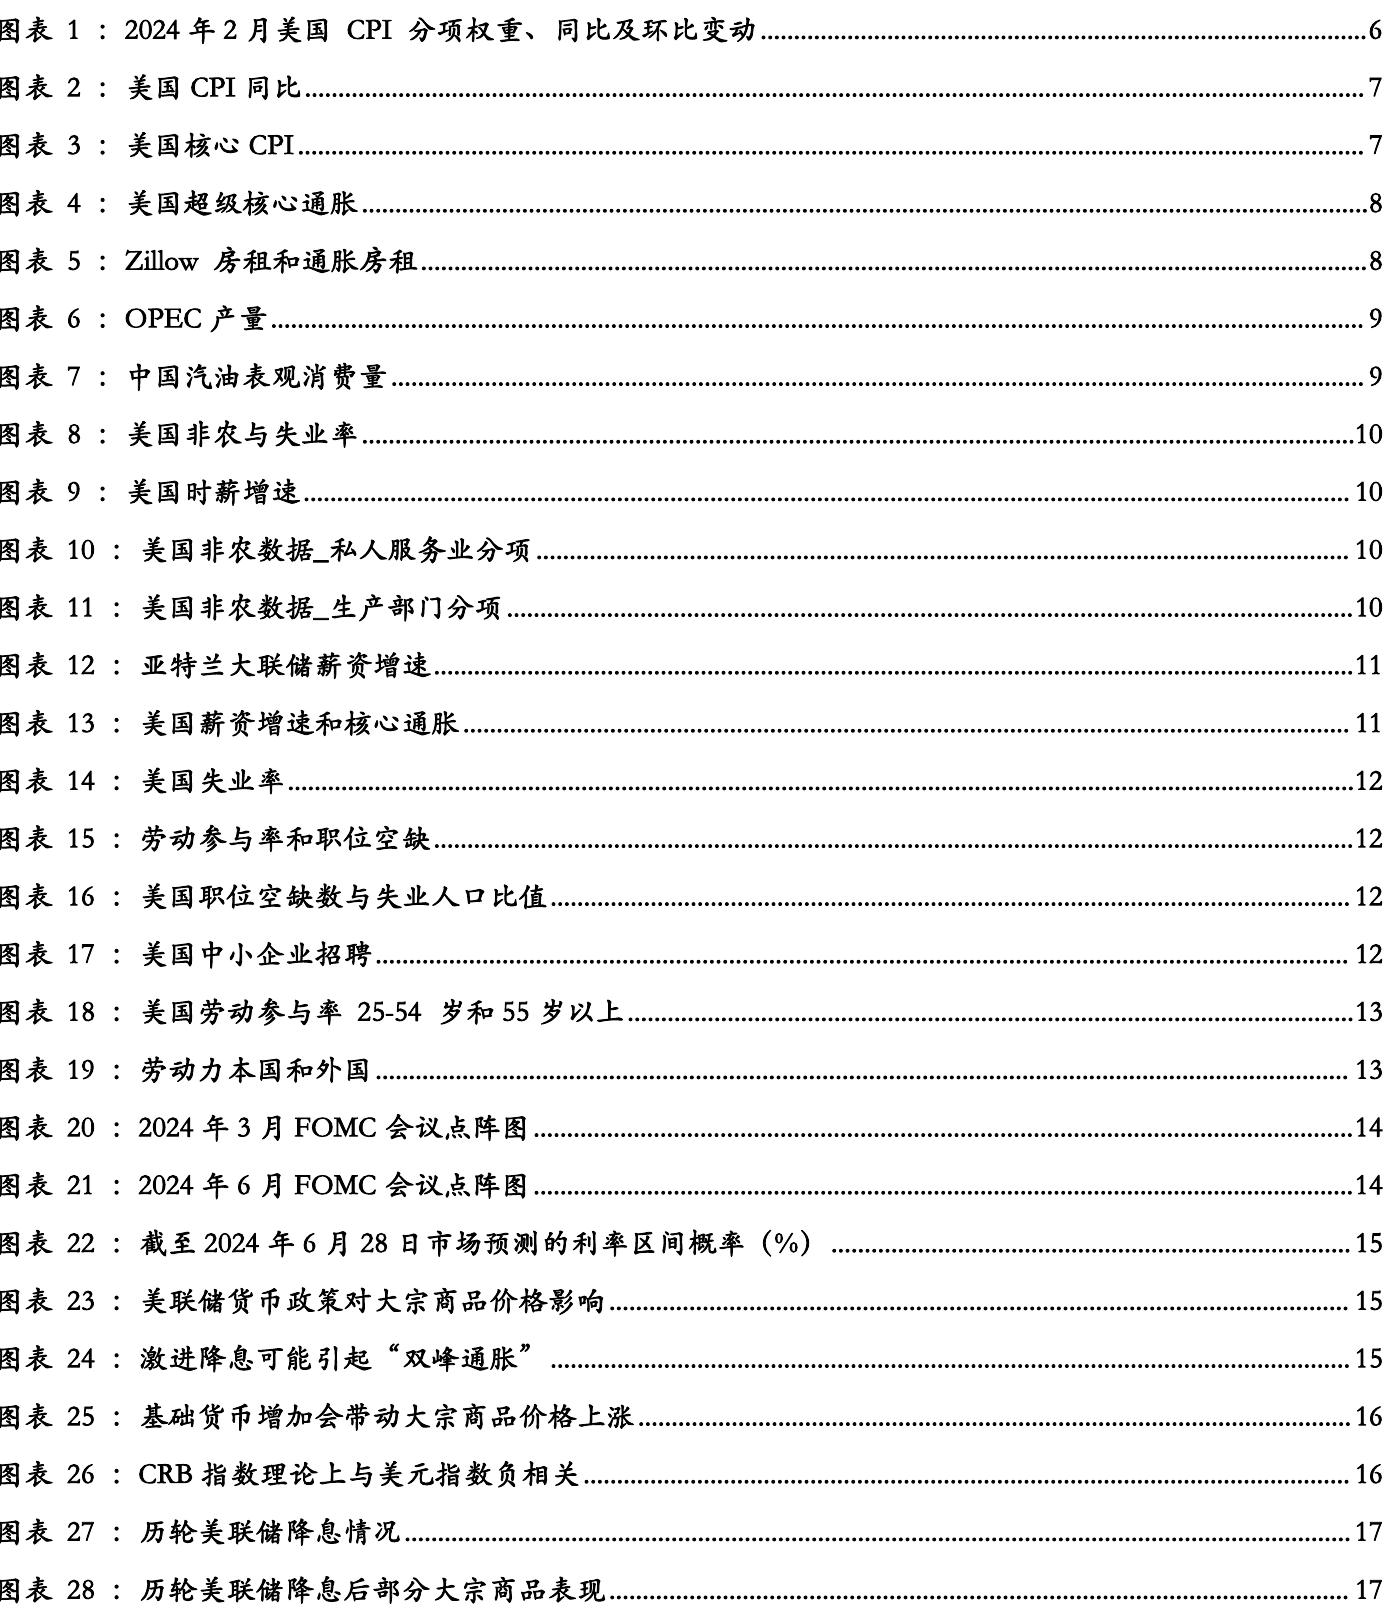 图表 1 ：2024 年 2 月美国 CPI 分项权重、同比及环比变动..........6
图表 2 ：美国 CPI 同比..........7
图表 3 ：美国核心 CPI..........7
图表 4 ：美国超级核心通胀..........8
图表 5 ：Zillow 房租和通胀房租..........8
图表 6 ：OPEC 产量..........9
图表 7 ：中国汽油表观消费量..........9
图表 8 ：美国非农与失业率..........10
图表 9 ：美国时薪增速..........10
图表 10 ：美国非农数据_私人服务业分项..........10
图表 11 ：美国非农数据_生产部门分项..........10
图表 12 ：亚特兰大联储薪资增速..........11
图表 13 ：美国薪资增速和核心通胀..........11
图表 14 ：美国失业率..........12
图表 15 ：劳动参与率和职位空缺..........12
图表 16 ：美国职位空缺数与失业人口比值..........12
图表 17 ：美国中小企业招聘..........12
图表 18 ：美国劳动参与率 25-54 岁和 55 岁以上..........13
图表 19 ：劳动力本国和外国..........13
图表 20 ：2024 年 3 月 FOMC 会议点阵图..........14
图表 21 ：2024 年 6 月 FOMC 会议点阵图..........14
图表 22 ：截至 2024 年 6 月 28 日市场预测的利率区间概率（%）..........15
图表 23 ：美联储货币政策对大宗商品价格影响..........15
图表 24 ：激进降息可能引起“双峰通胀”..........15
图表 25 ：基础货币增加会带动大宗商品价格上涨..........16
图表 26 ：CRB 指数理论上与美元指数负相关..........16
图表 27 ：历轮美联储降息情况..........17
图表 28 ：历轮美联储降息后部分大宗商品表现..........17